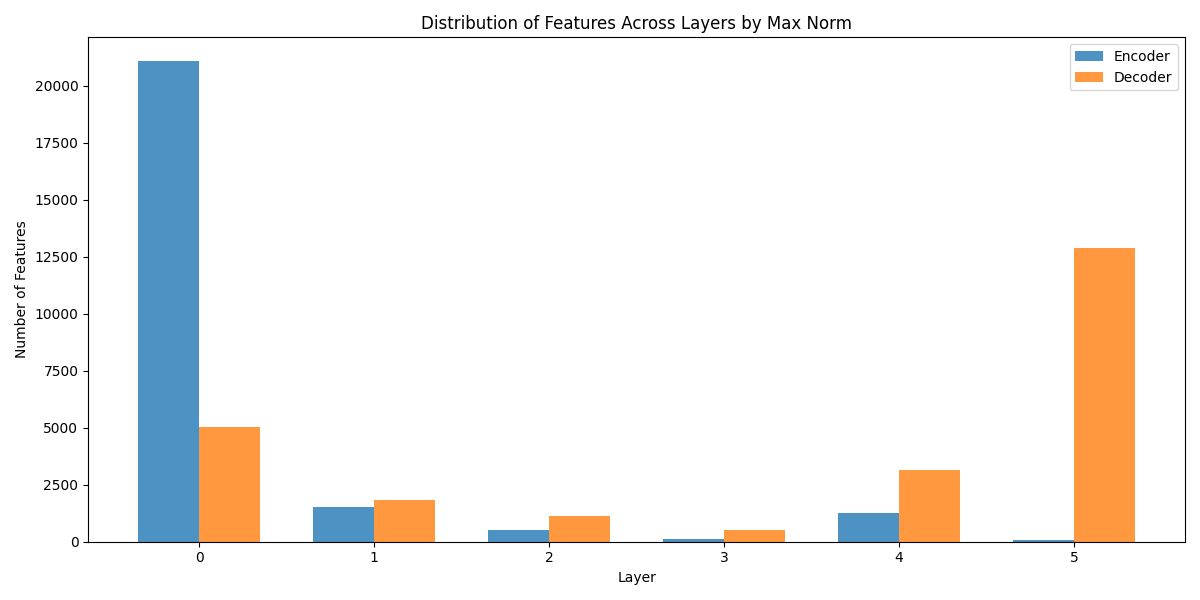 Distribution of Features Across Layers by Max Norm
Encoder
Decoder
20000
17500
15000
12500
10000
7500
5000
2500
0
Number of Features
0 1 2 3 4 5
Layer